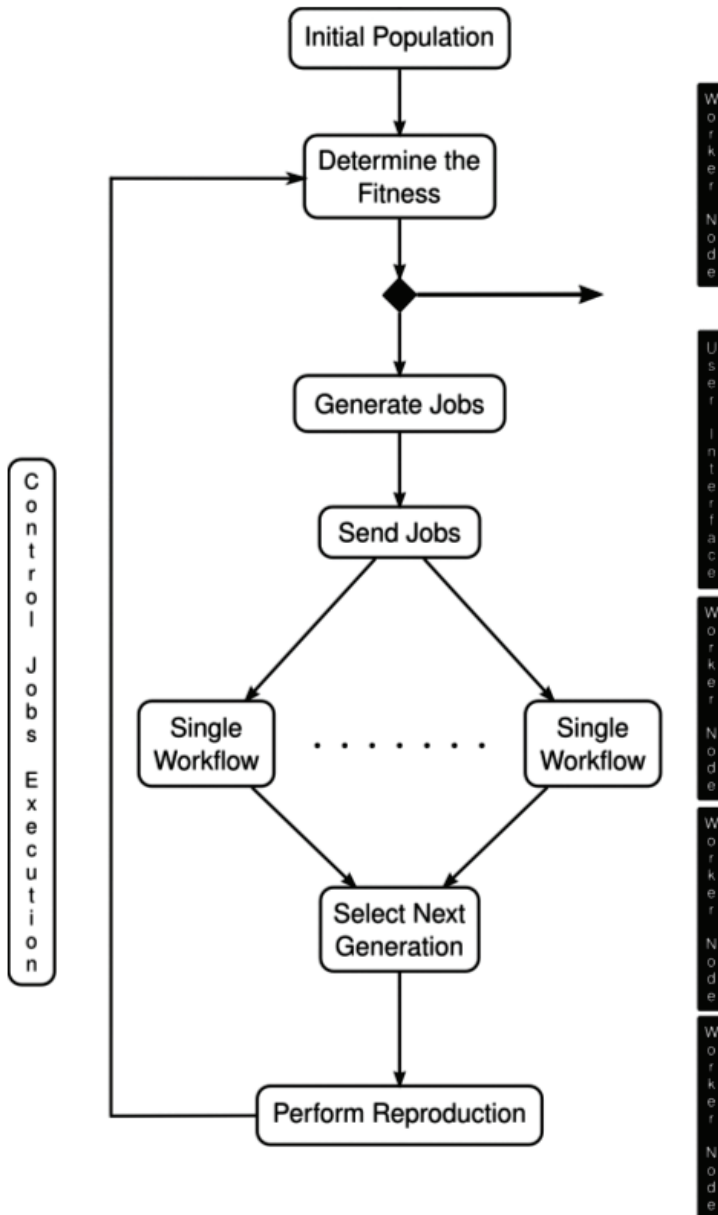 Initial Population
Determine the
Fitness
Generate Jobs
Send Jobs
Single
Workflow
. . . . . . .
Single
Workflow
Select Next
Generation
Perform Reproduction
Control Jobs Execution
Worker Node
User Interface
Worker Node
Worker Node
Worker Node